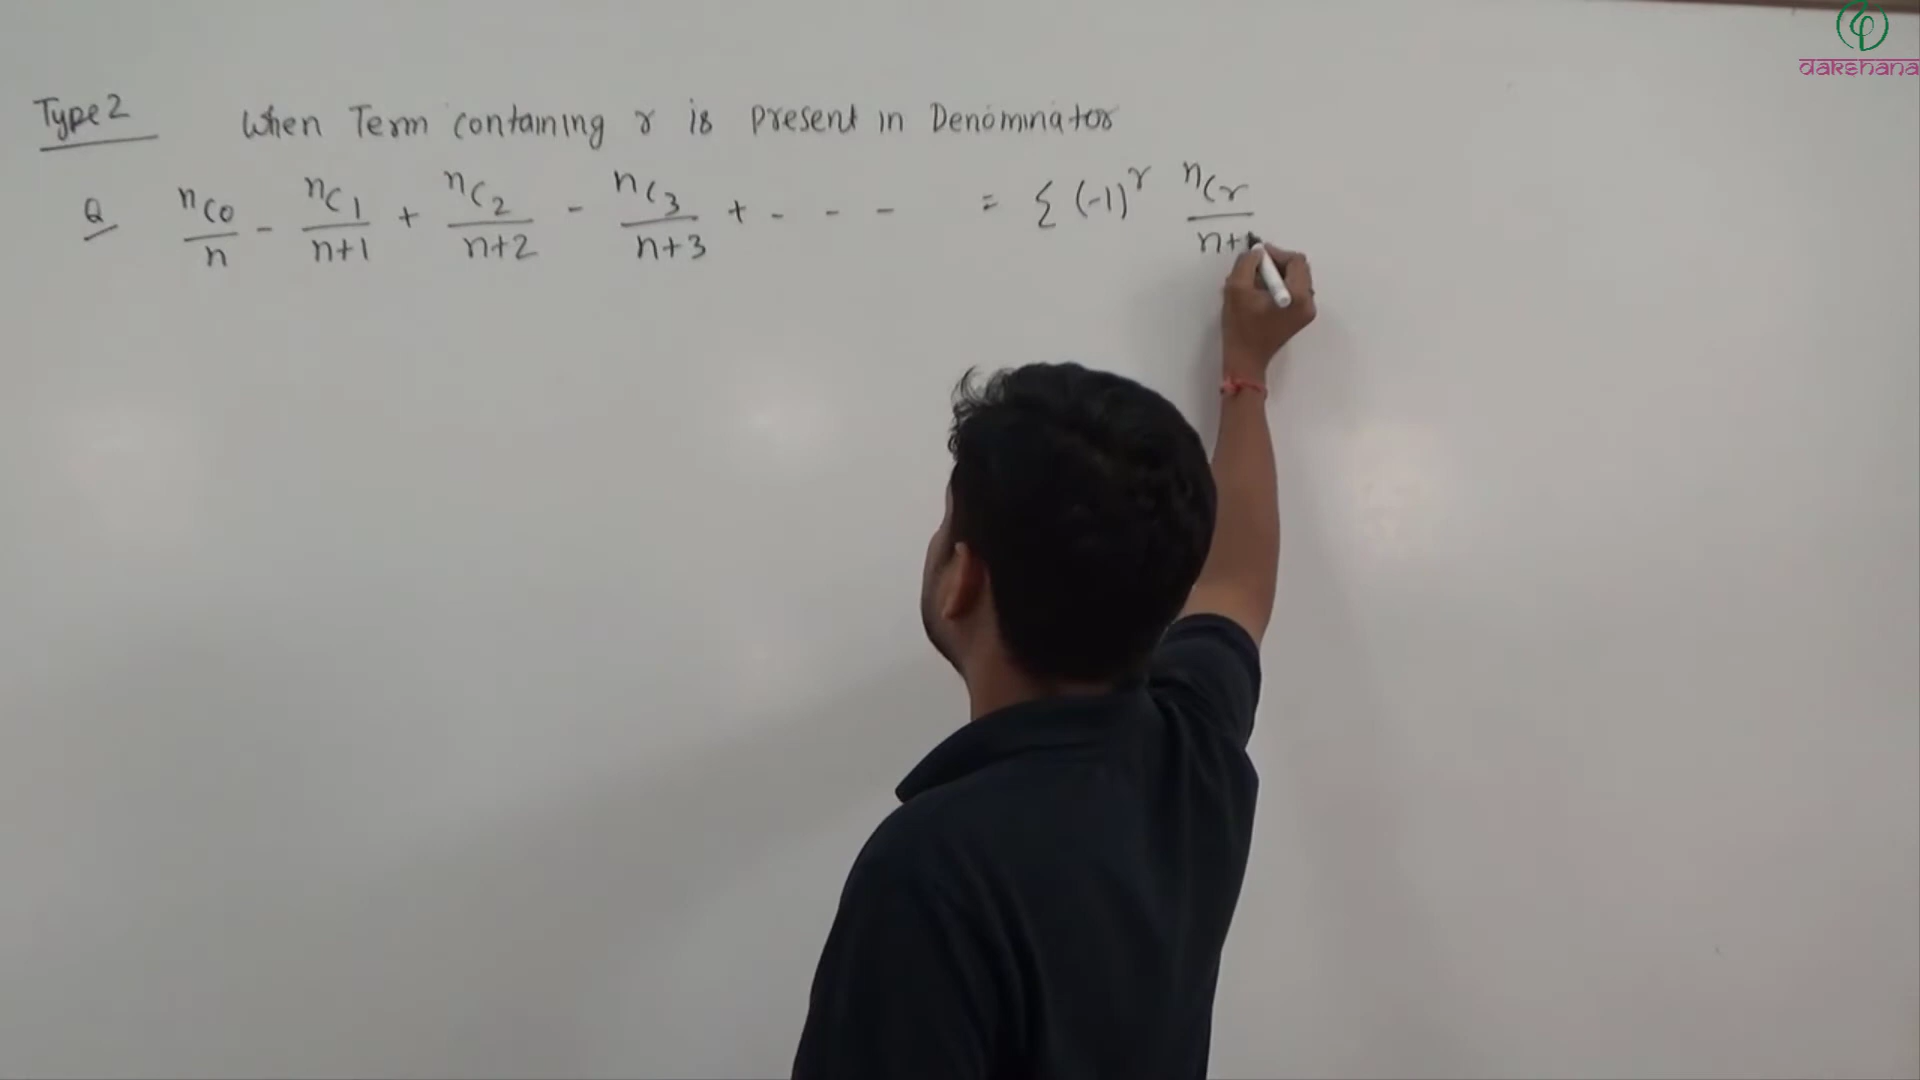 dakshana
Type 2 When Term containing r is present in Denominator
Q nC0/n - nC1/n+1 + nC2/n+2 - nC3/n+3 + - - - = Σ (-1)^r nCr/n+